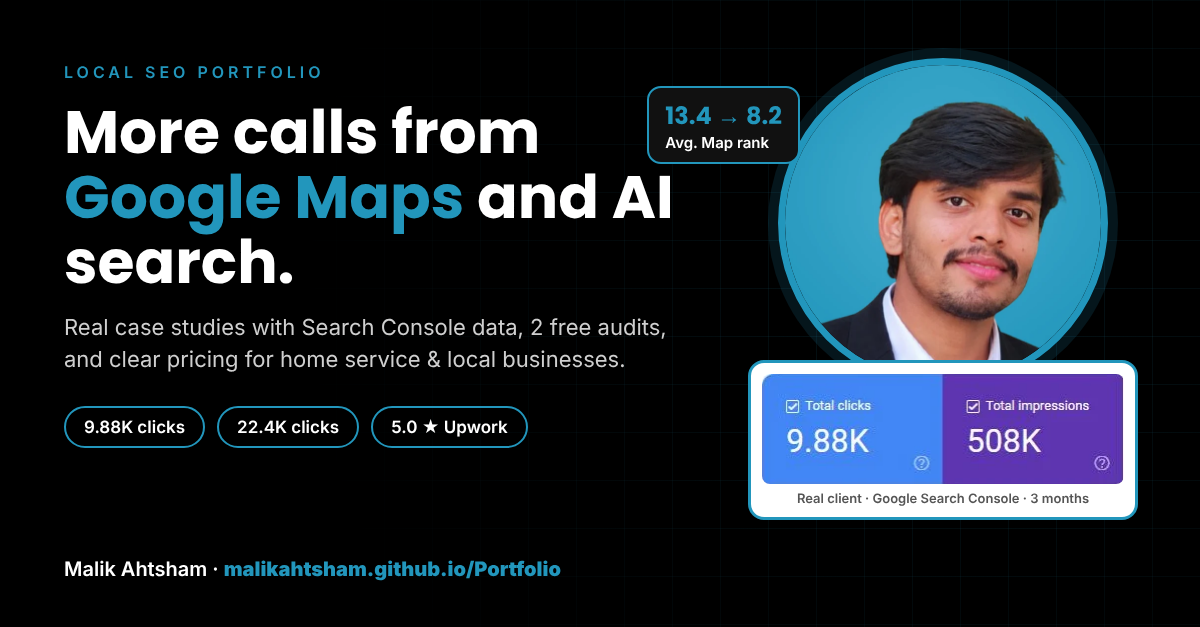 LOCAL SEO PORTFOLIO
More calls from
Google Maps and AI
search.
Real case studies with Search Console data, 2 free audits,
and clear pricing for home service & local businesses.
9.88K clicks
22.4K clicks
5.0 ★ Upwork
Malik Ahtsham · malikahtsham.github.io/Portfolio
13.4 → 8.2
Avg. Map rank
Total clicks
9.88K
Total impressions
508K
Real client · Google Search Console · 3 months